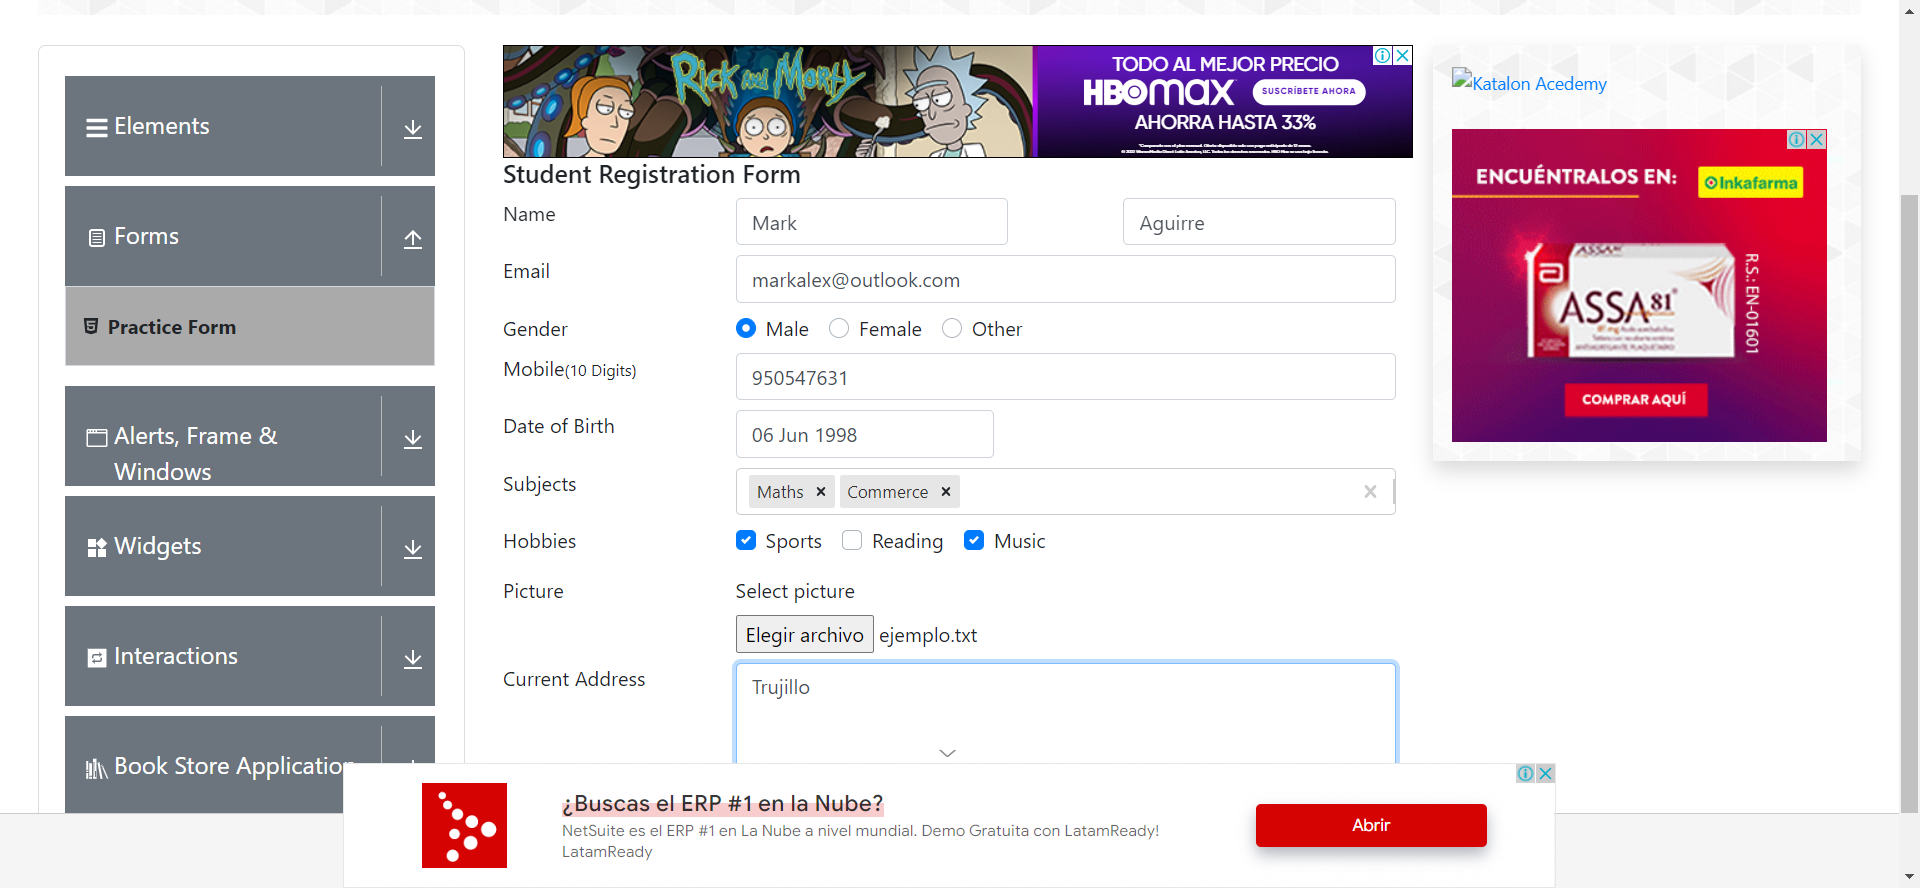 Elements
Forms
Practice Form
Alerts, Frame &
Windows
Widgets
Interactions
Book Store Application
Rick and Morty
TODO AL MEJOR PRECIO
HBOmax
SUSCRÍBETE AHORA
AHORRA HASTA 33%
Student Registration Form
Name
Mark
Aguirre
Email
markalex@outlook.com
Gender
Male
Female
Other
Mobile(10 Digits)
950547631
Date of Birth
06 Jun 1998
Subjects
Maths
Commerce
Hobbies
Sports
Reading
Music
Picture
Select picture
Elegir archivo ejemplo.txt
Current Address
Trujillo
Katalon Acedemy
ENCUÉNTRALOS EN:
Inkafarma
ASSA 81
R.S.: EN-01601
COMPRAR AQUÍ
¿Buscas el ERP #1 en la Nube?
NetSuite es el ERP #1 en La Nube a nivel mundial. Demo Gratuita con LatamReady!
LatamReady
Abrir